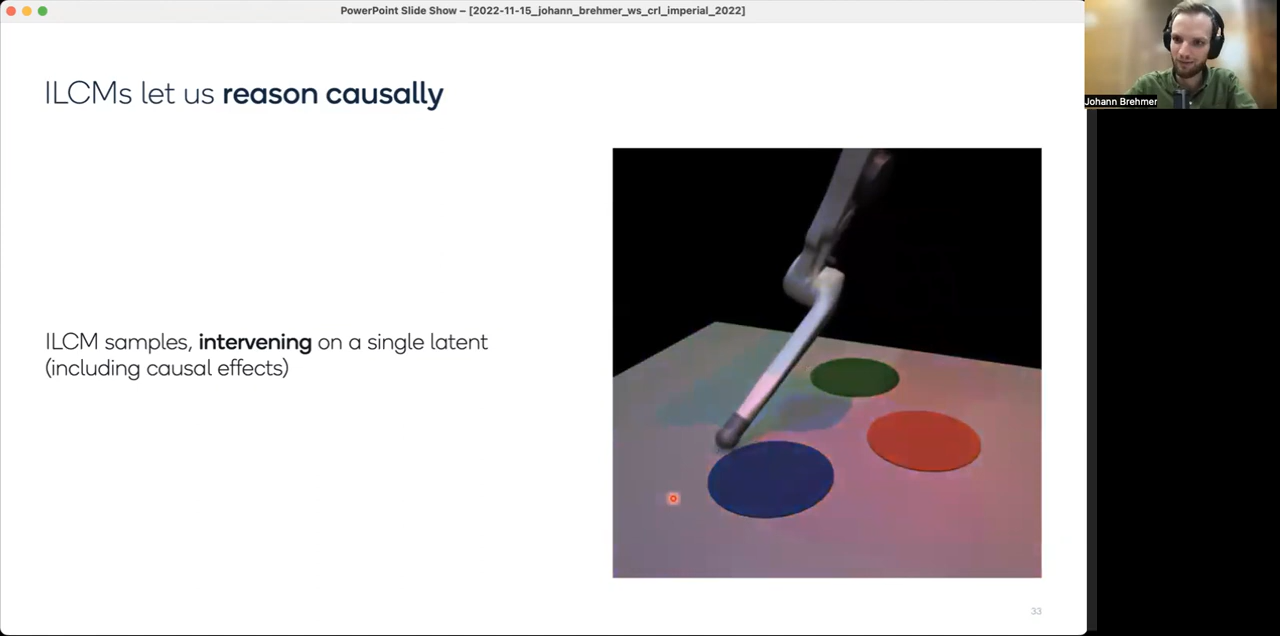 PowerPoint Slide Show – [2022-11-15_johann_brehmer_ws_crl_imperial_2022]
Johann Brehmer
ILCMs let us reason causally
ILCM samples, intervening on a single latent
(including causal effects)
33